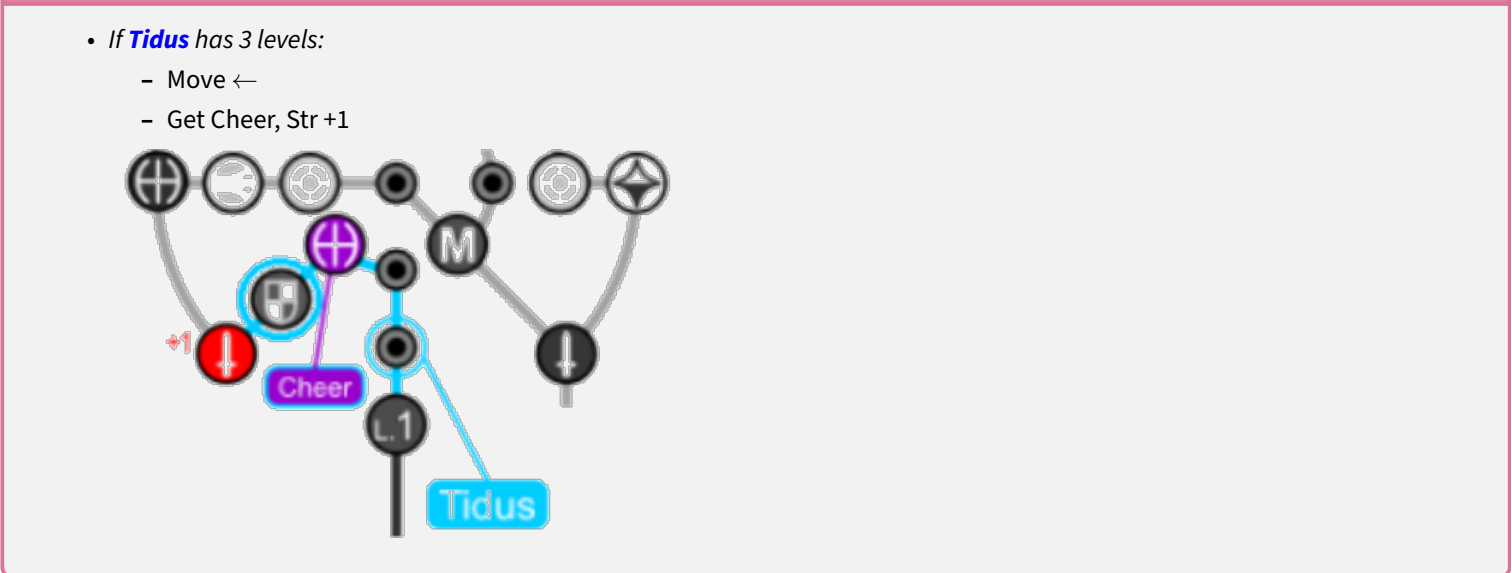 • If Tidus has 3 levels:
– Move ←
– Get Cheer, Str +1
M
+1
Cheer
L.1
Tidus